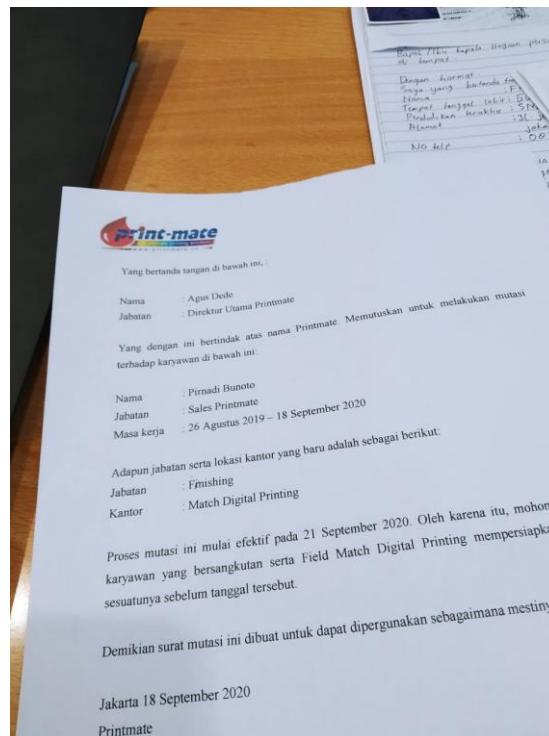 di tempat
Dengan hormat
Saya yang bertanda
Nama :
Tempat tanggal lahir :
Pendidikan terakhir :
Alamat :
No telp :
print-mate
Yang bertanda tangan di bawah ini, :
Nama : Agus Dede
Jabatan : Direktur Utama Printmate
Yang dengan ini bertindak atas nama Printmate. Memutuskan untuk melakukan mutasi
terhadap karyawan di bawah ini:
Nama : Pirnadi Bunoto
Jabatan : Sales Printmate
Masa kerja : 26 Agustus 2019 – 18 September 2020
Adapun jabatan serta lokasi kantor yang baru adalah sebagai berikut:
Jabatan : Finishing
Kantor : Match Digital Printing
Proses mutasi ini mulai efektif pada 21 September 2020. Oleh karena itu, mohon
karyawan yang bersangkutan serta Field Match Digital Printing mempersiapka
sesuatunya sebelum tanggal tersebut.
Demikian surat mutasi ini dibuat untuk dapat dipergunakan sebagaimana mestiny
Jakarta 18 September 2020
Printmate